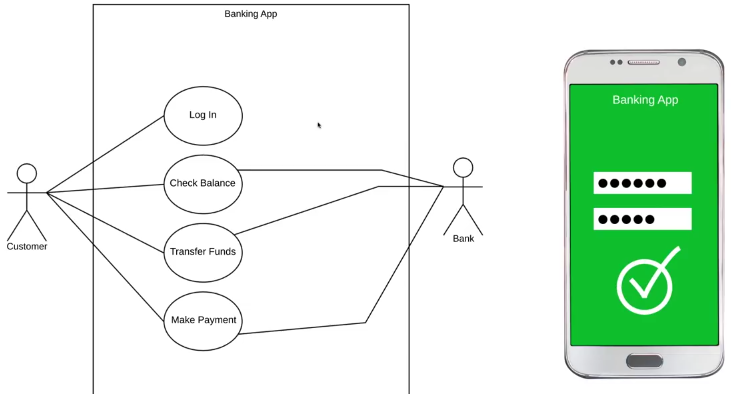 Banking App
Log In
Check Balance
Transfer Funds
Make Payment
Customer
Bank
Banking App